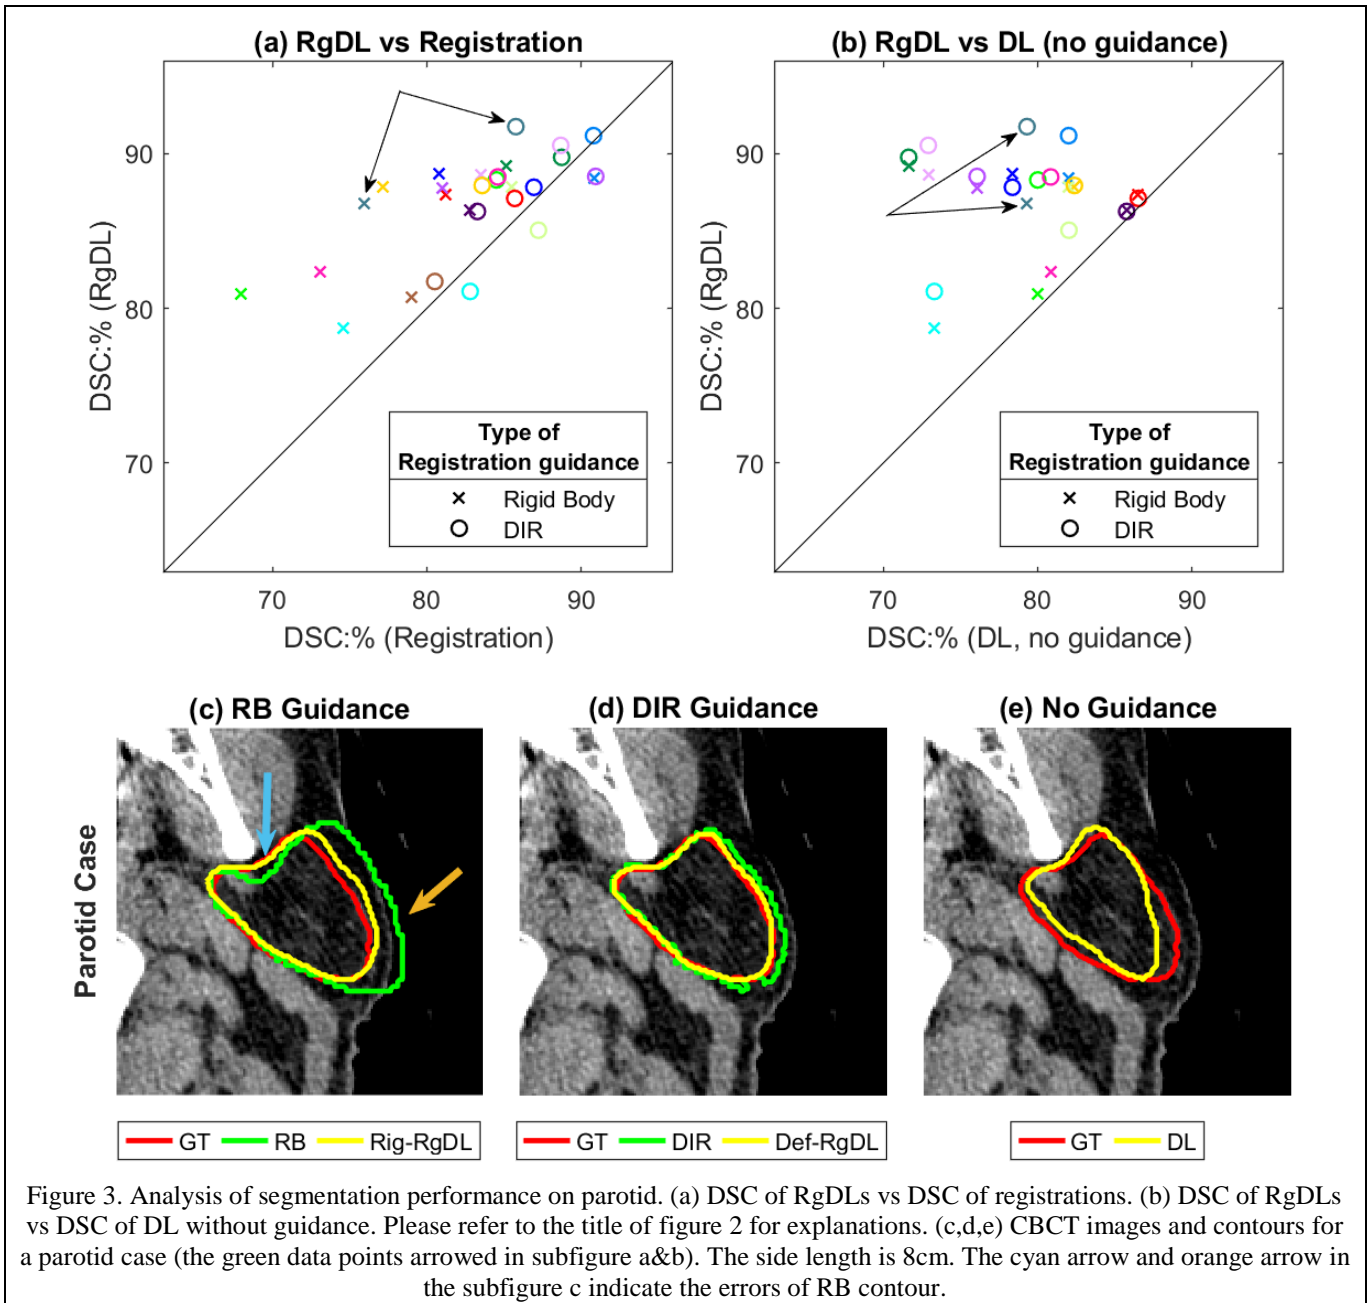 (a) RgDL vs Registration
DSC:% (RgDL)
90
80
70
Type of
Registration guidance
× Rigid Body
○ DIR
70 80 90
DSC:% (Registration)
(b) RgDL vs DL (no guidance)
DSC:% (RgDL)
90
80
70
Type of
Registration guidance
× Rigid Body
○ DIR
70 80 90
DSC:% (DL, no guidance)
Parotid Case
(c) RB Guidance
GT RB Rig-RgDL
(d) DIR Guidance
GT DIR Def-RgDL
(e) No Guidance
GT DL
Figure 3. Analysis of segmentation performance on parotid. (a) DSC of RgDLs vs DSC of registrations. (b) DSC of RgDLs
vs DSC of DL without guidance. Please refer to the title of figure 2 for explanations. (c,d,e) CBCT images and contours for
a parotid case (the green data points arrowed in subfigure a&b). The side length is 8cm. The cyan arrow and orange arrow in
the subfigure c indicate the errors of RB contour.